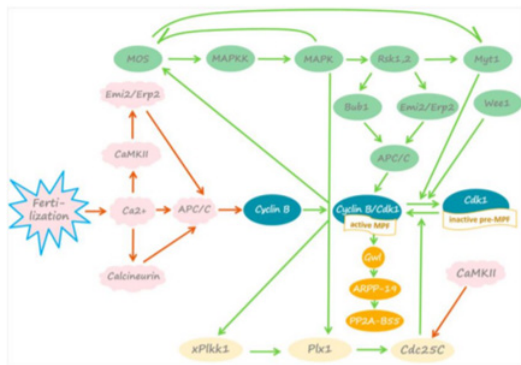 MOS
MAPKK
MAPK
Rsk1,2
Myt1
Emi2/Erp2
Bub1
Emi2/Erp2
Wee1
CaMKII
APC/C
Ferti-
lization
Ca2+
APC/C
Cyclin B
Cyclin B/Cdk1
active MPF
Cdk1
inactive pre-MPF
Calcineurin
Gwl
ARPP-19
PP2A-B55
CaMKII
xPlkk1
Plx1
Cdc25C